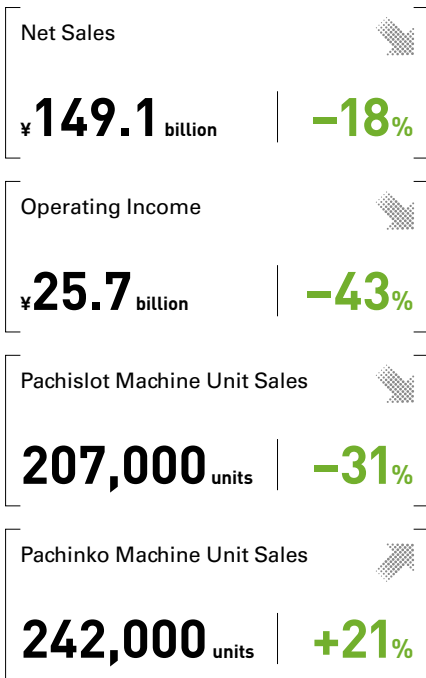 Net Sales
¥149.1 billion −18%
Operating Income
¥25.7 billion −43%
Pachislot Machine Unit Sales
207,000 units −31%
Pachinko Machine Unit Sales
242,000 units +21%